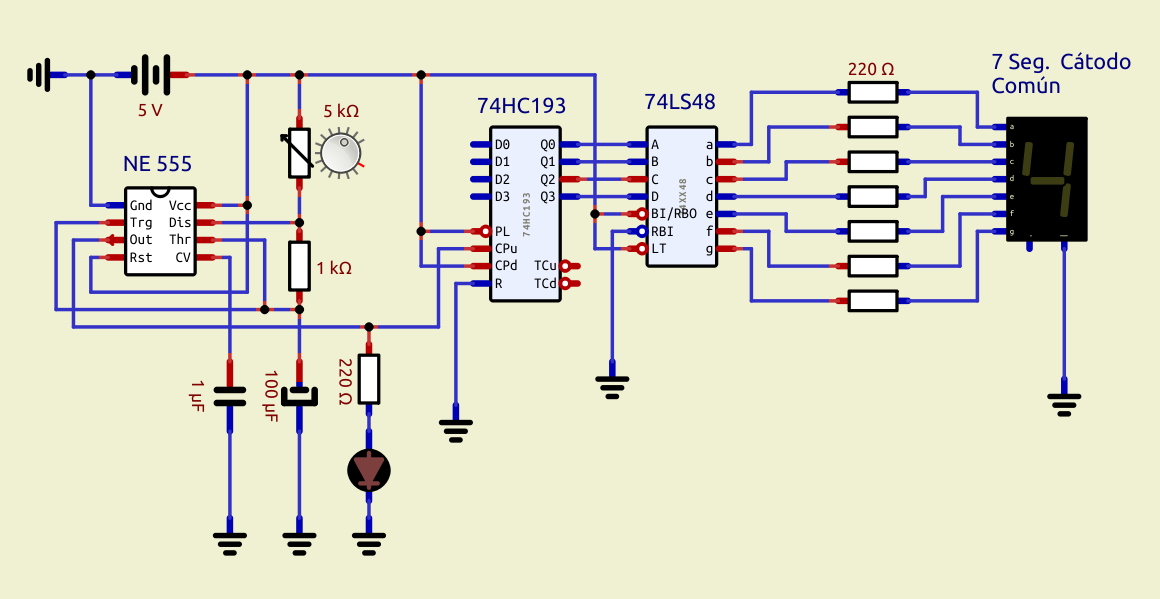 5 V
NE 555
Gnd Vcc
Trg Dis
Out Thr
Rst CV
5 kΩ
1 kΩ
1 µF
100 µF
220 Ω
74HC193
D0 Q0
D1 Q1
D2 Q2
D3 Q3
PL
CPu
CPd TCu
R TCd
74HC193
74LS48
A a
B b
C c
D d
BI/RBO e
RBI f
LT g
4XX48
220 Ω
7 Seg. Cátodo
Común
a
b
c
d
e
f
g